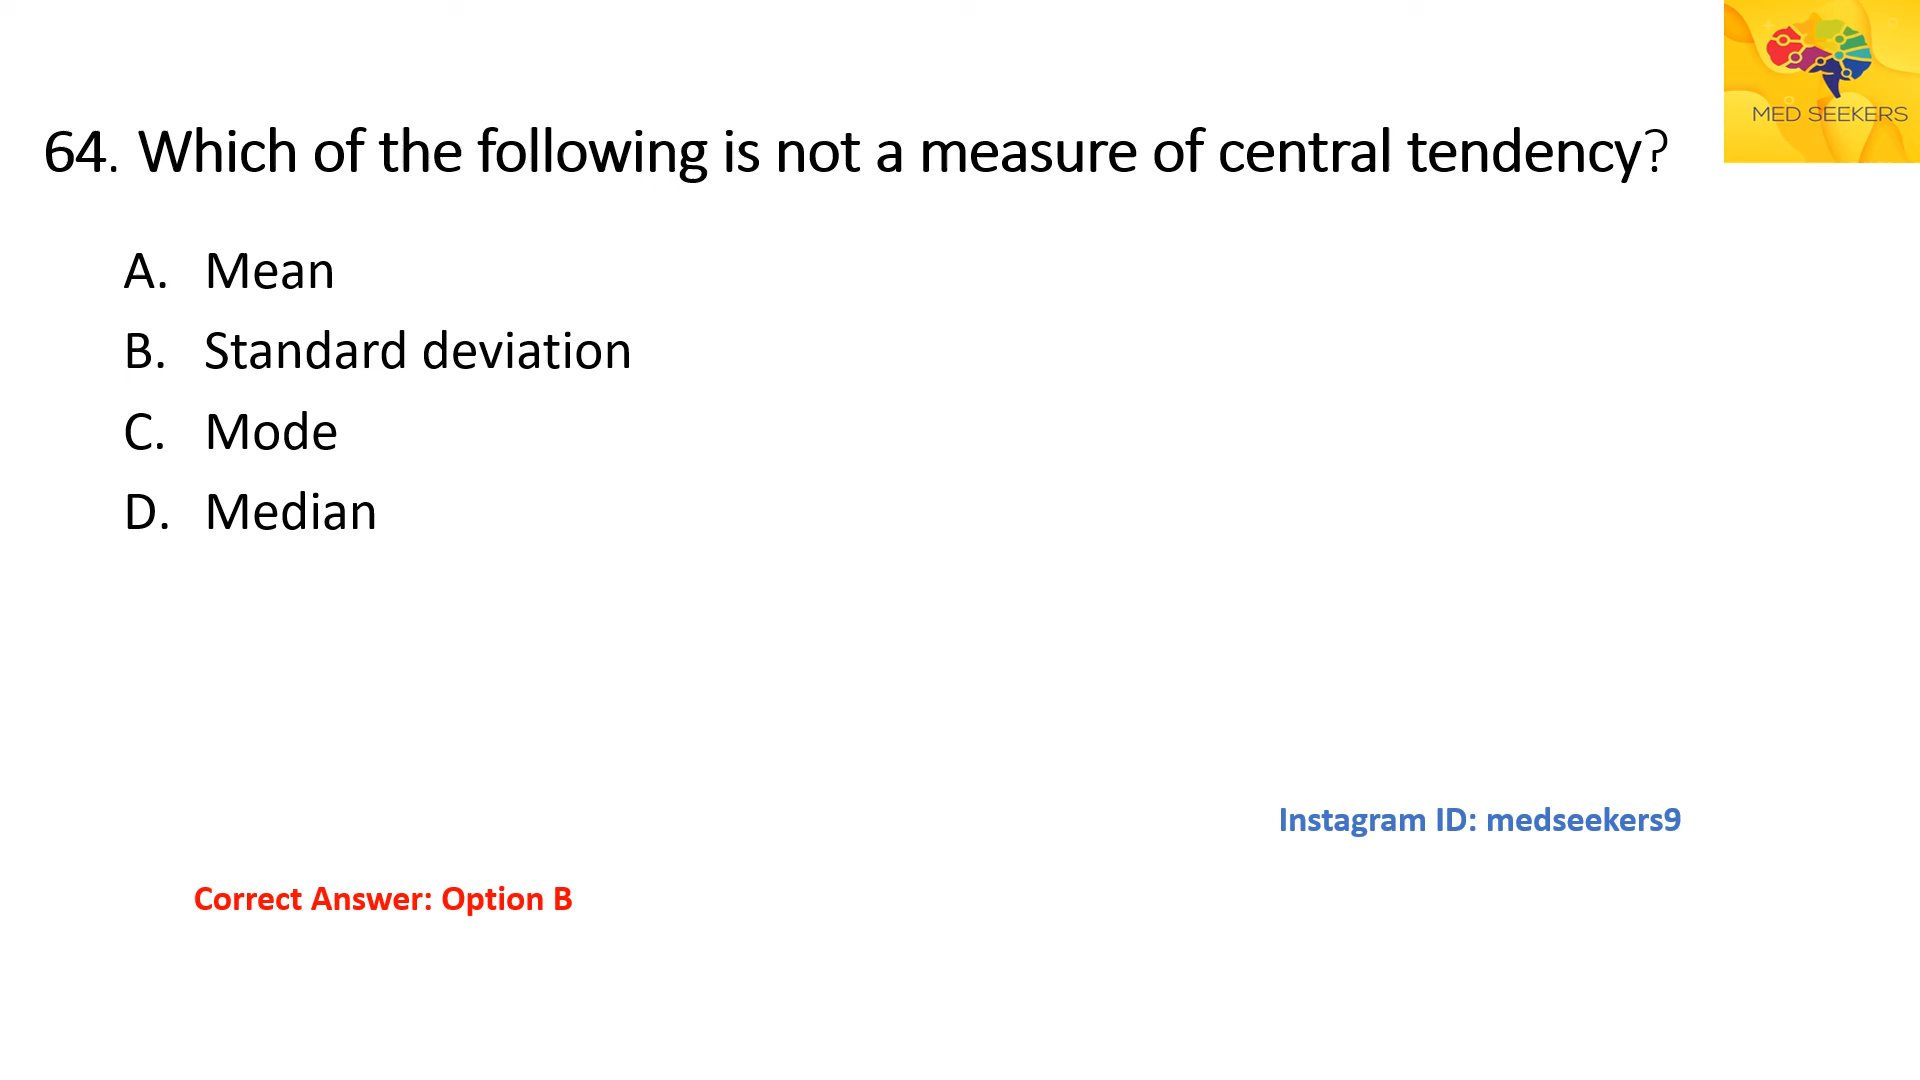 MED SEEKERS
64. Which of the following is not a measure of central tendency?
A. Mean
B. Standard deviation
C. Mode
D. Median
Instagram ID: medseekers9
Correct Answer: Option B